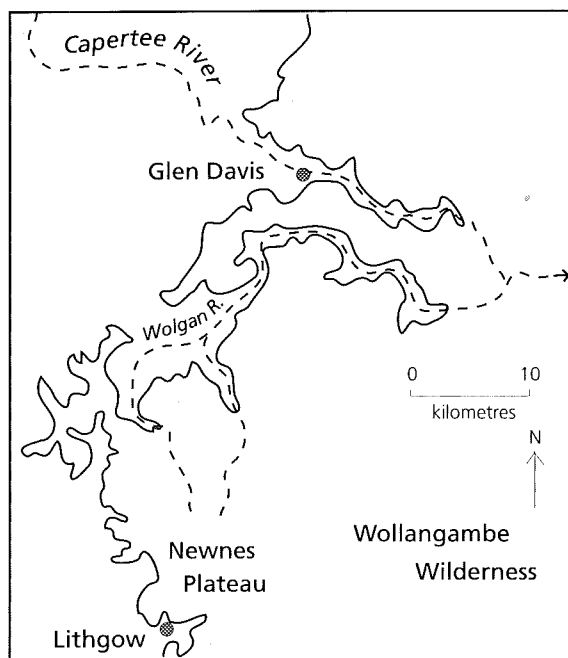 Capertee River
Glen Davis
Wolgan R.
0 10
kilometres
N
Wollangambe
Wilderness
Newnes
Plateau
Lithgow